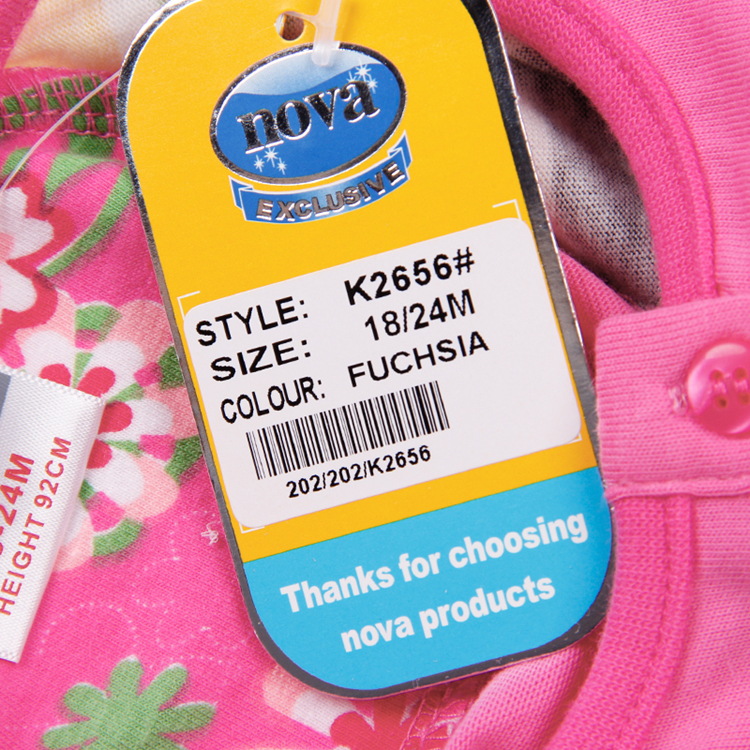 nova
EXCLUSIVE
STYLE: K2656#
SIZE: 18/24M
COLOUR: FUCHSIA
202/202/K2656
Thanks for choosing
nova products
-24M
HEIGHT 92CM